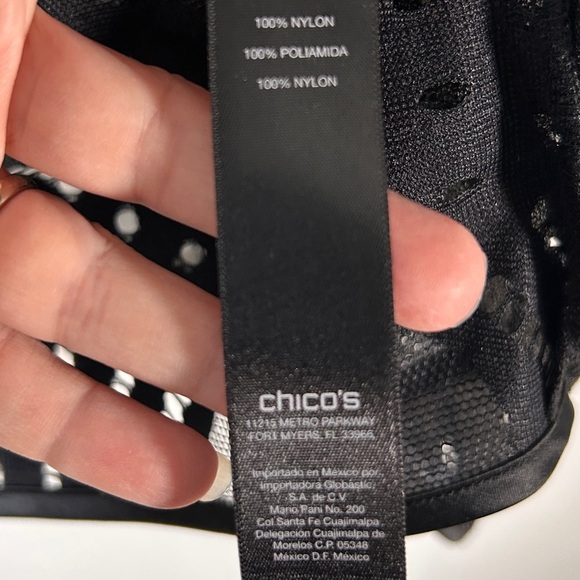 100% NYLON
100% POLIAMIDA
100% NYLON
chico's
11215 METRO PARKWAY
FORT MYERS, FL 33966
Importado en México por
Importadora Globastic,
S.A. de C.V
Mario Pani No. 200
Col Santa Fe Cuajimalpa
Delegación Cuajimalpa de
Morelos C.P. 05348
México D.F. México